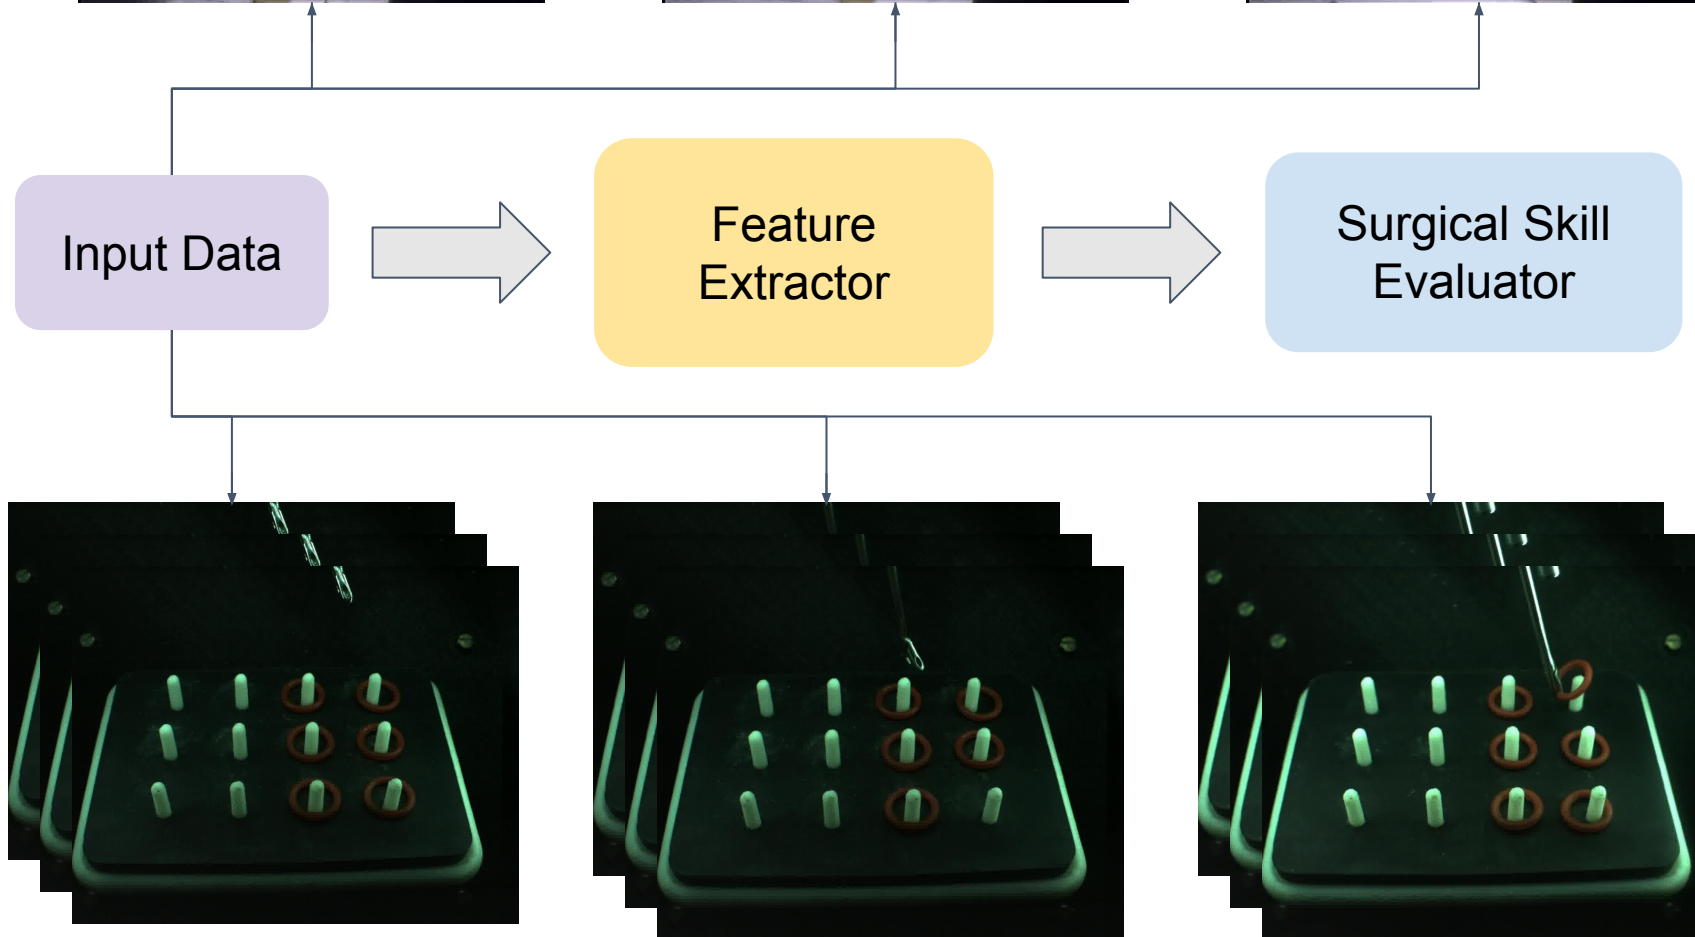 Input Data
Feature
Extractor
Surgical Skill
Evaluator